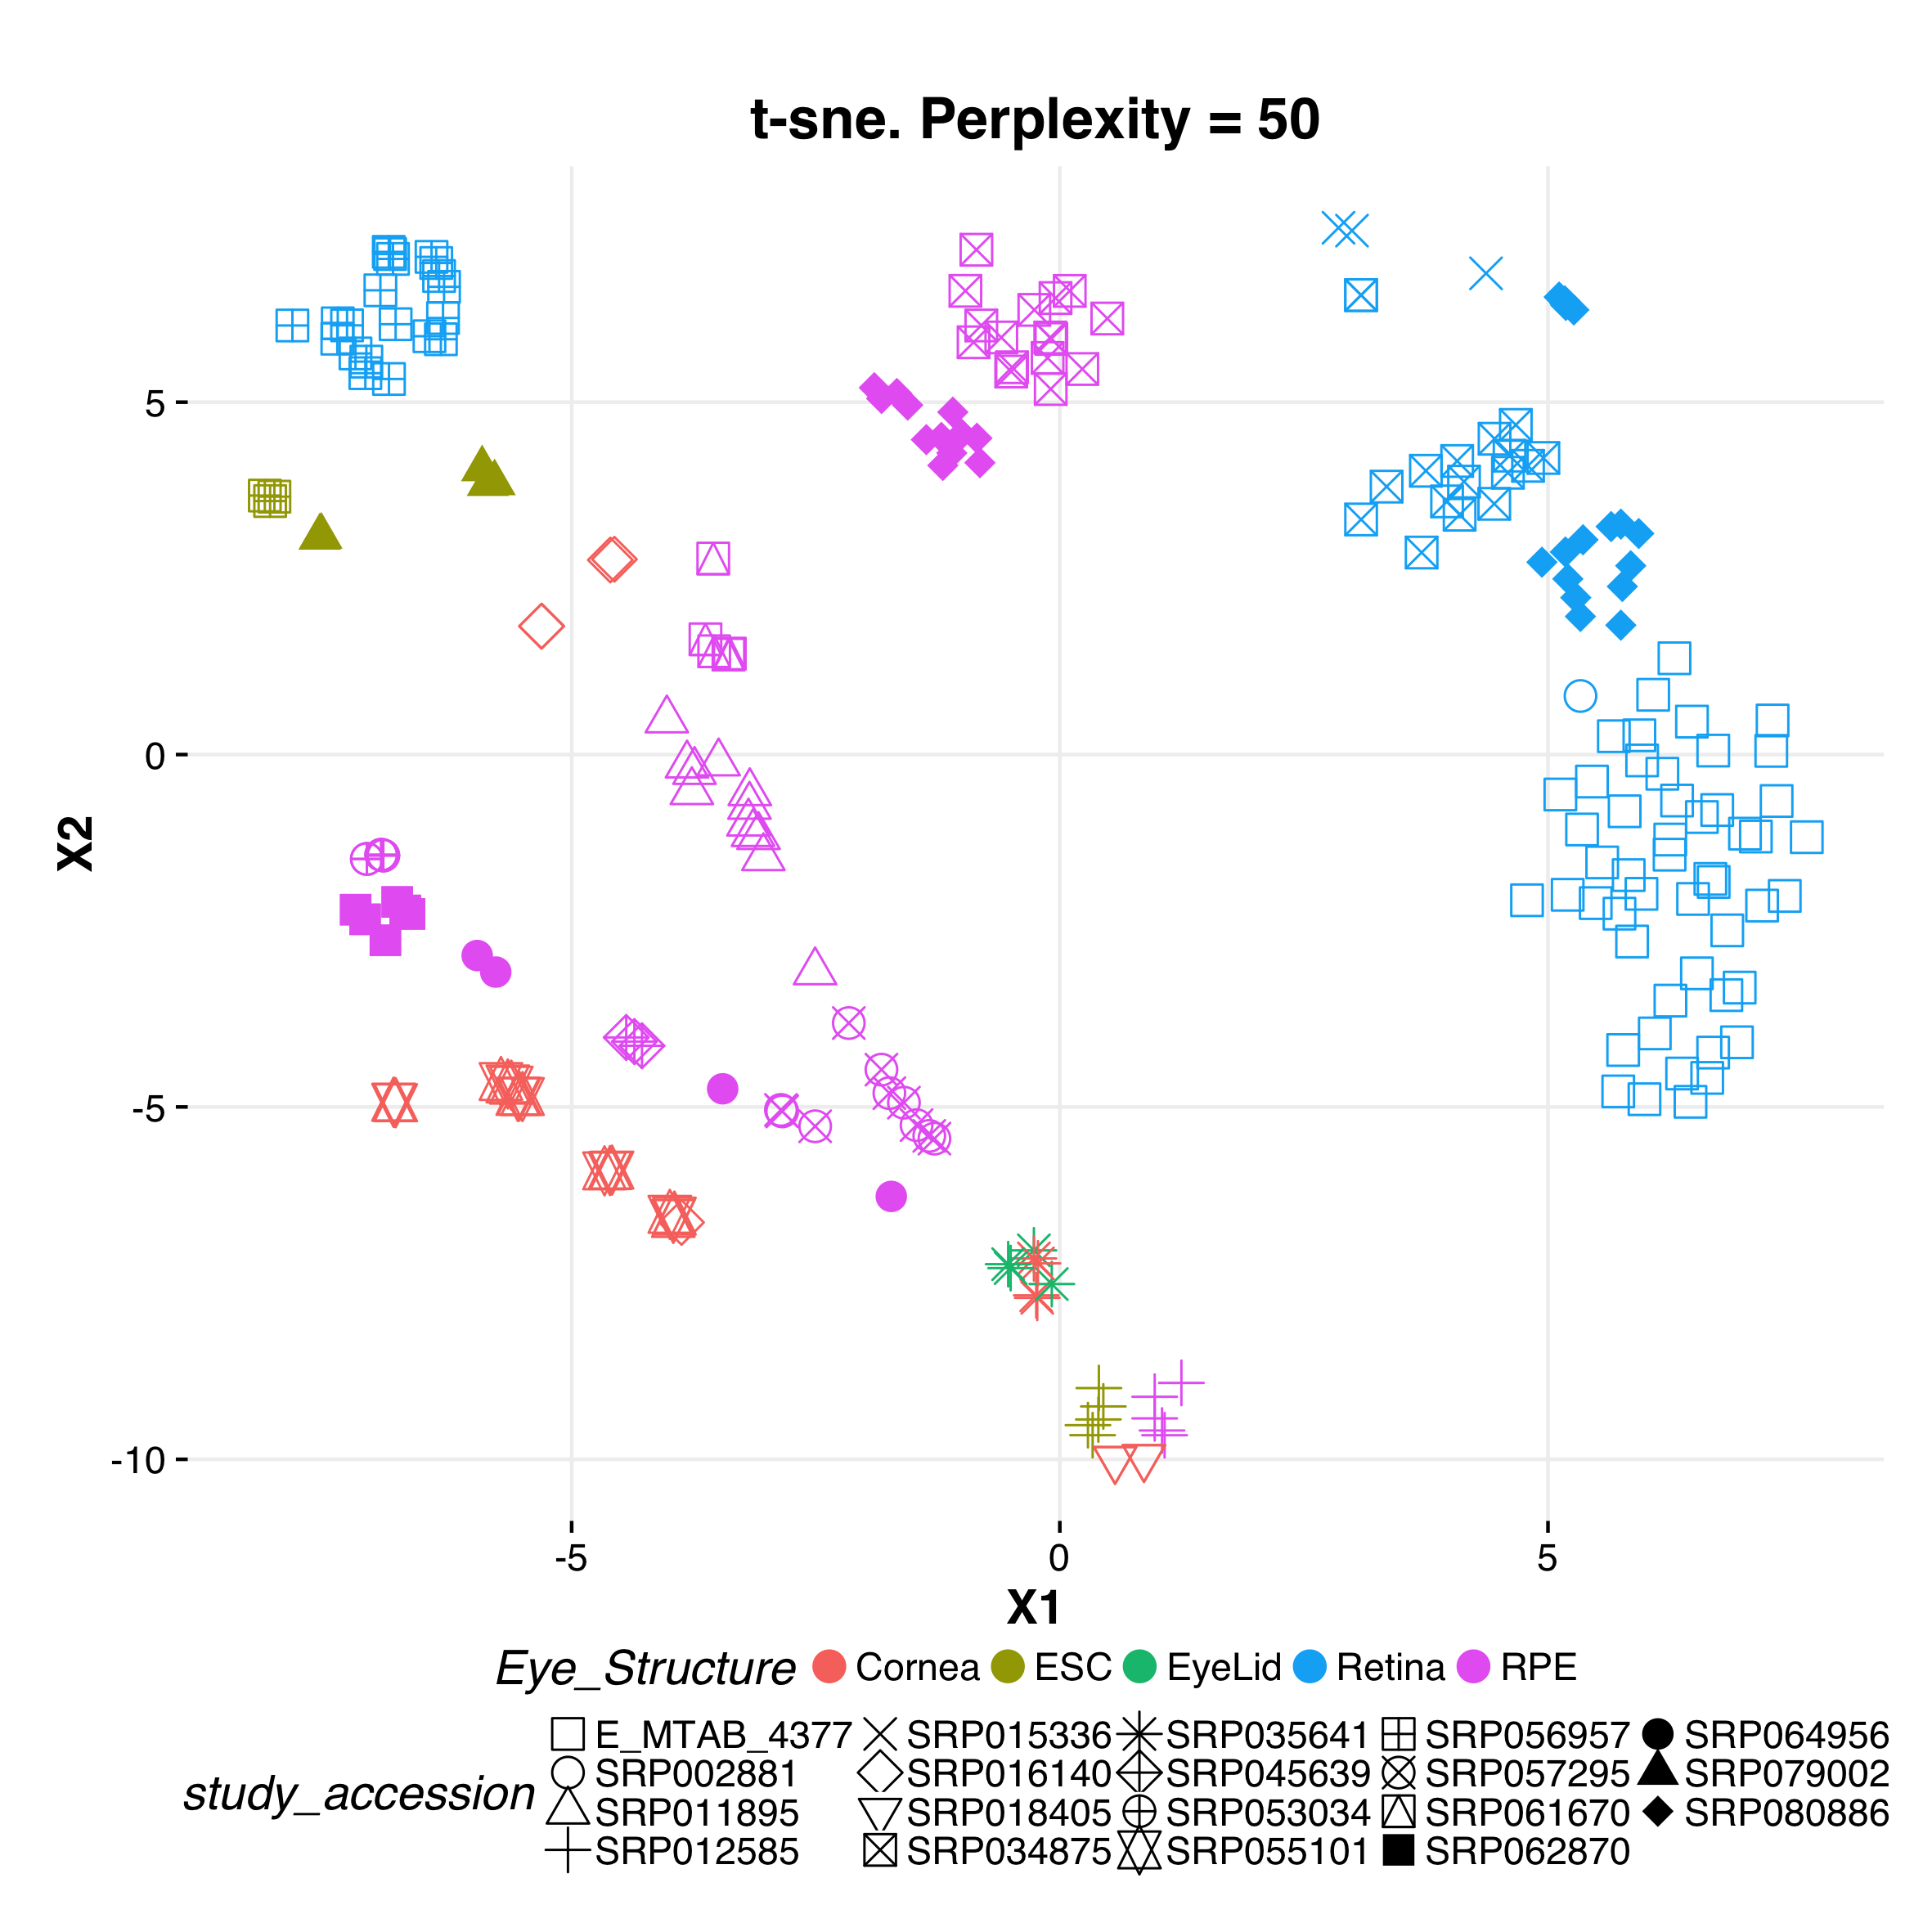 t-sne. Perplexity = 50
5
0
-5
-10
X2
-5 0 5
X1
Eye_Structure Cornea ESC EyeLid Retina RPE
study_accession
E_MTAB_4377 SRP015336 SRP035641 SRP056957 SRP064956
SRP002881 SRP016140 SRP045639 SRP057295 SRP079002
SRP011895 SRP018405 SRP053034 SRP061670 SRP080886
SRP012585 SRP034875 SRP055101 SRP062870